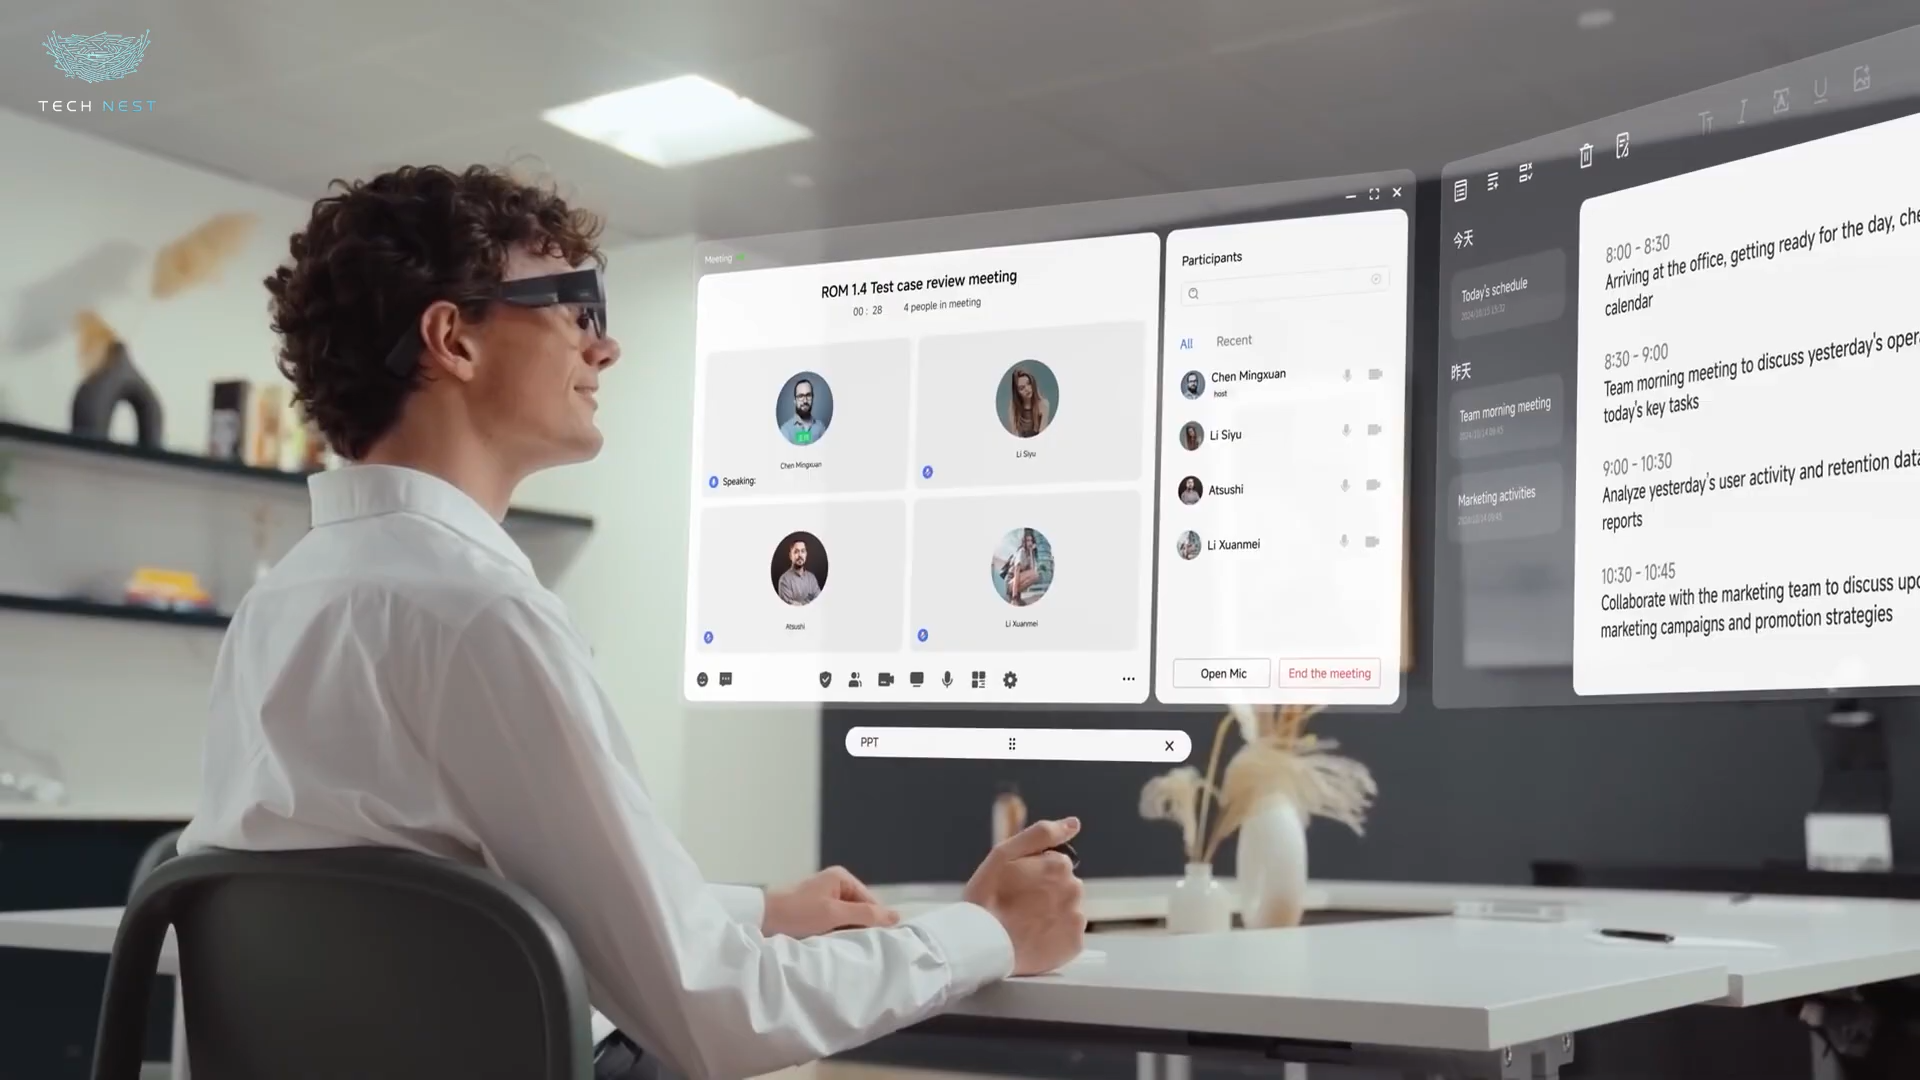 TECH NEST
Meeting
ROM 1.4 Test case review meeting
00 : 28
4 people in meeting
Chen Mingxuan
Speaking:
Li Siyu
Atsushi
Li Xuanmei
Participants
All
Recent
Chen Mingxuan
host
Li Siyu
Atsushi
Li Xuanmei
Open Mic
End the meeting
PPT
今天
Today's schedule
昨天
Team morning meeting
Marketing activities
8:00 - 8:30
Arriving at the office, getting ready for the day,
calendar
8:30 - 9:00
Team morning meeting to discuss yesterday's
today's key tasks
9:00 - 10:30
Analyze yesterday's user activity and retention data
reports
10:30 - 10:45
Collaborate with the marketing team to discuss
marketing campaigns and promotion strategies